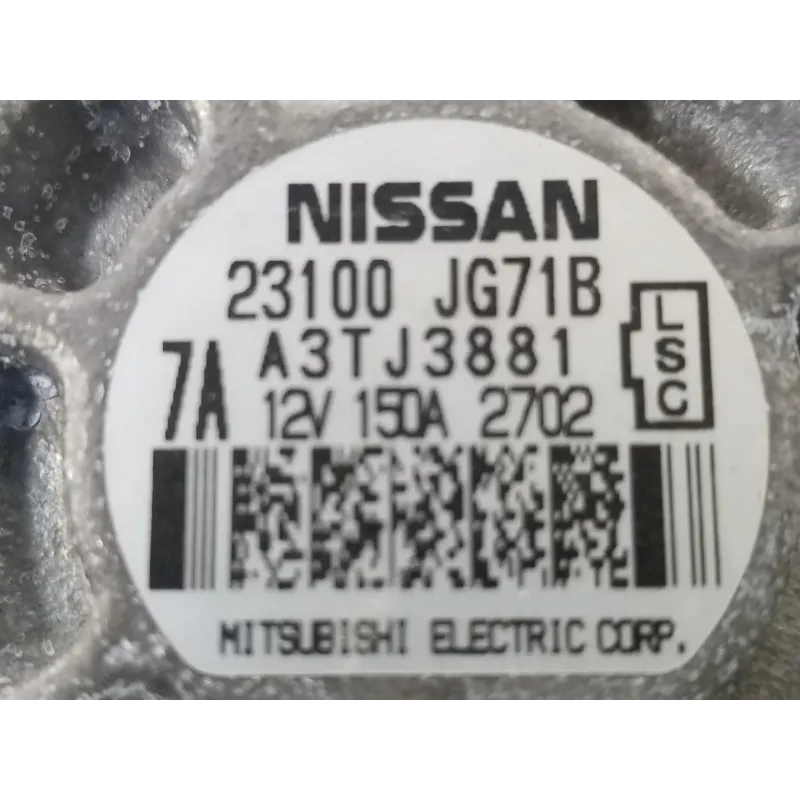 NISSAN
23100 JG71B
7A A3TJ3881
12V 150A 2702
L
S
C
MITSUBISHI ELECTRIC CORP.